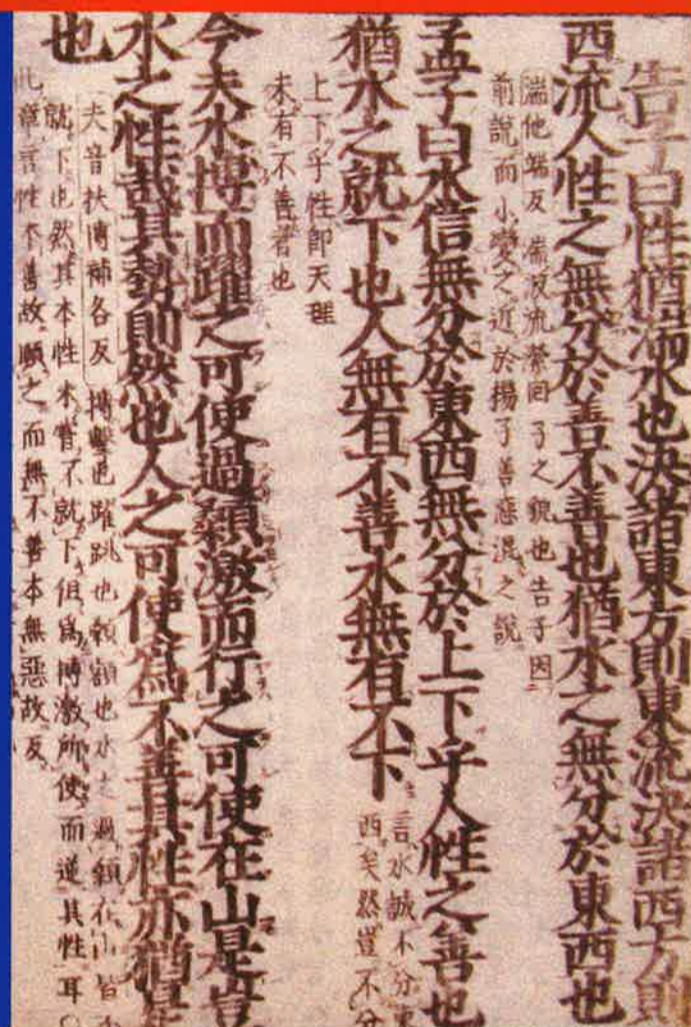 告子曰性猶湍水也決諸東方則東流決諸西方則
西流人性之無分於善不善也猶水之無分於東西也
湍他端反 湍波流縈回之貌也告子因
前說而小變之近於揚子善惡混之說
孟子曰水信無分於東西無分於上下乎人性之善也
猶水之就下也人無有不善水無有不下
言水誠不分東
西矣然豈不分
上下乎性即天理
未有不善者也
今夫水搏而躍之可使過顙激而行之可使在山是豈
水之性哉其勢則然也人之可使爲不善其性亦猶是
也
夫音扶搏補各反 搏擊也躍跳也顙額也水之過顙在山皆不
就下也然其本性未嘗不就下但爲搏激所使而逆其性耳○
此章言性本善故順之而無不善本無惡故反